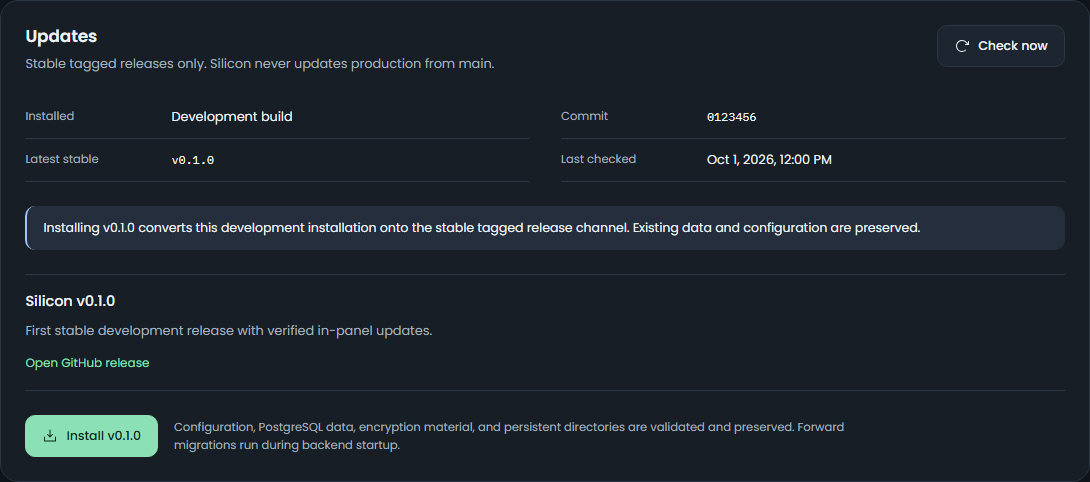 Updates
Check now
Stable tagged releases only. Silicon never updates production from main.
Installed
Development build
Commit
0123456
Latest stable
v0.1.0
Last checked
Oct 1, 2026, 12:00 PM
Installing v0.1.0 converts this development installation onto the stable tagged release channel. Existing data and configuration are preserved.
Silicon v0.1.0
First stable development release with verified in-panel updates.
Open GitHub release
Install v0.1.0
Configuration, PostgreSQL data, encryption material, and persistent directories are validated and preserved. Forward
migrations run during backend startup.